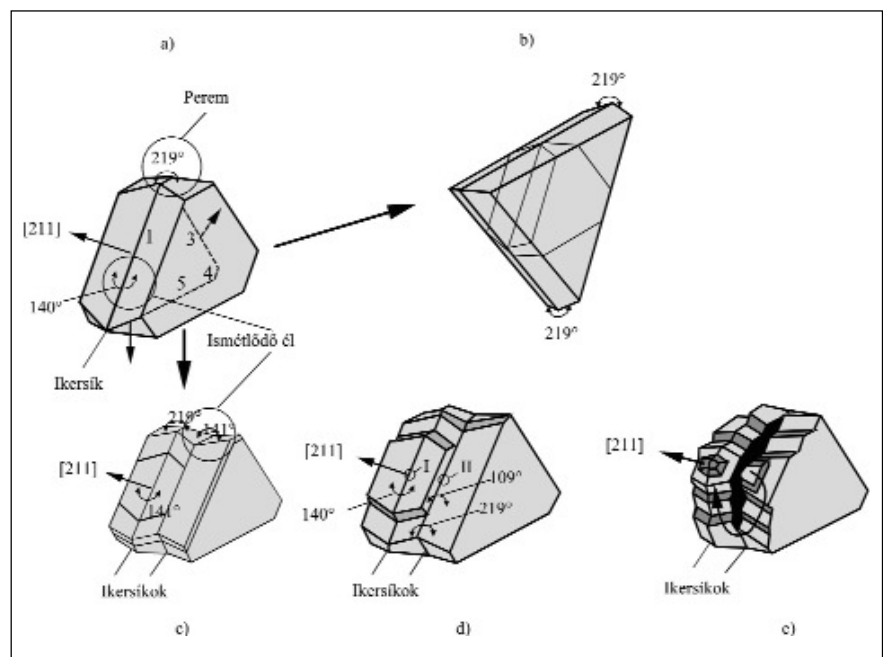 a)
b)
219°
Perem
219°
[211]
1
3
4
5
140°
219°
Ismétlődő él
Ikersík
219°
141°
[211]
141°
Ikersíkok
c)
[211]
I
II
109°
140°
219°
Ikersíkok
d)
[211]
Ikersíkok
e)